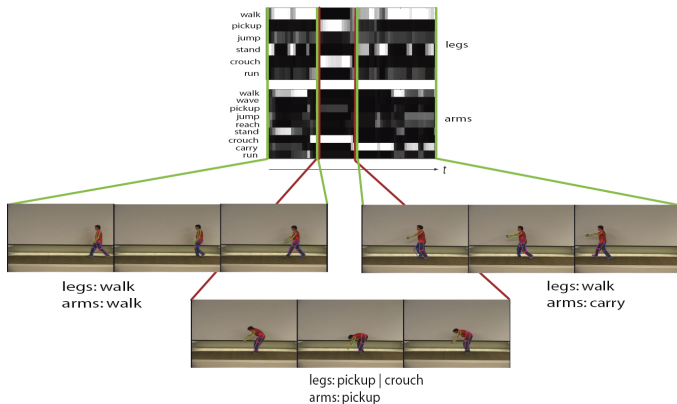 walk
pickup
jump
stand
crouch
run
legs
walk
wave
pickup
jump
reach
stand
crouch
carry
run
arms
t
legs: walk
arms: walk
legs: walk
arms: carry
legs: pickup | crouch
arms: pickup